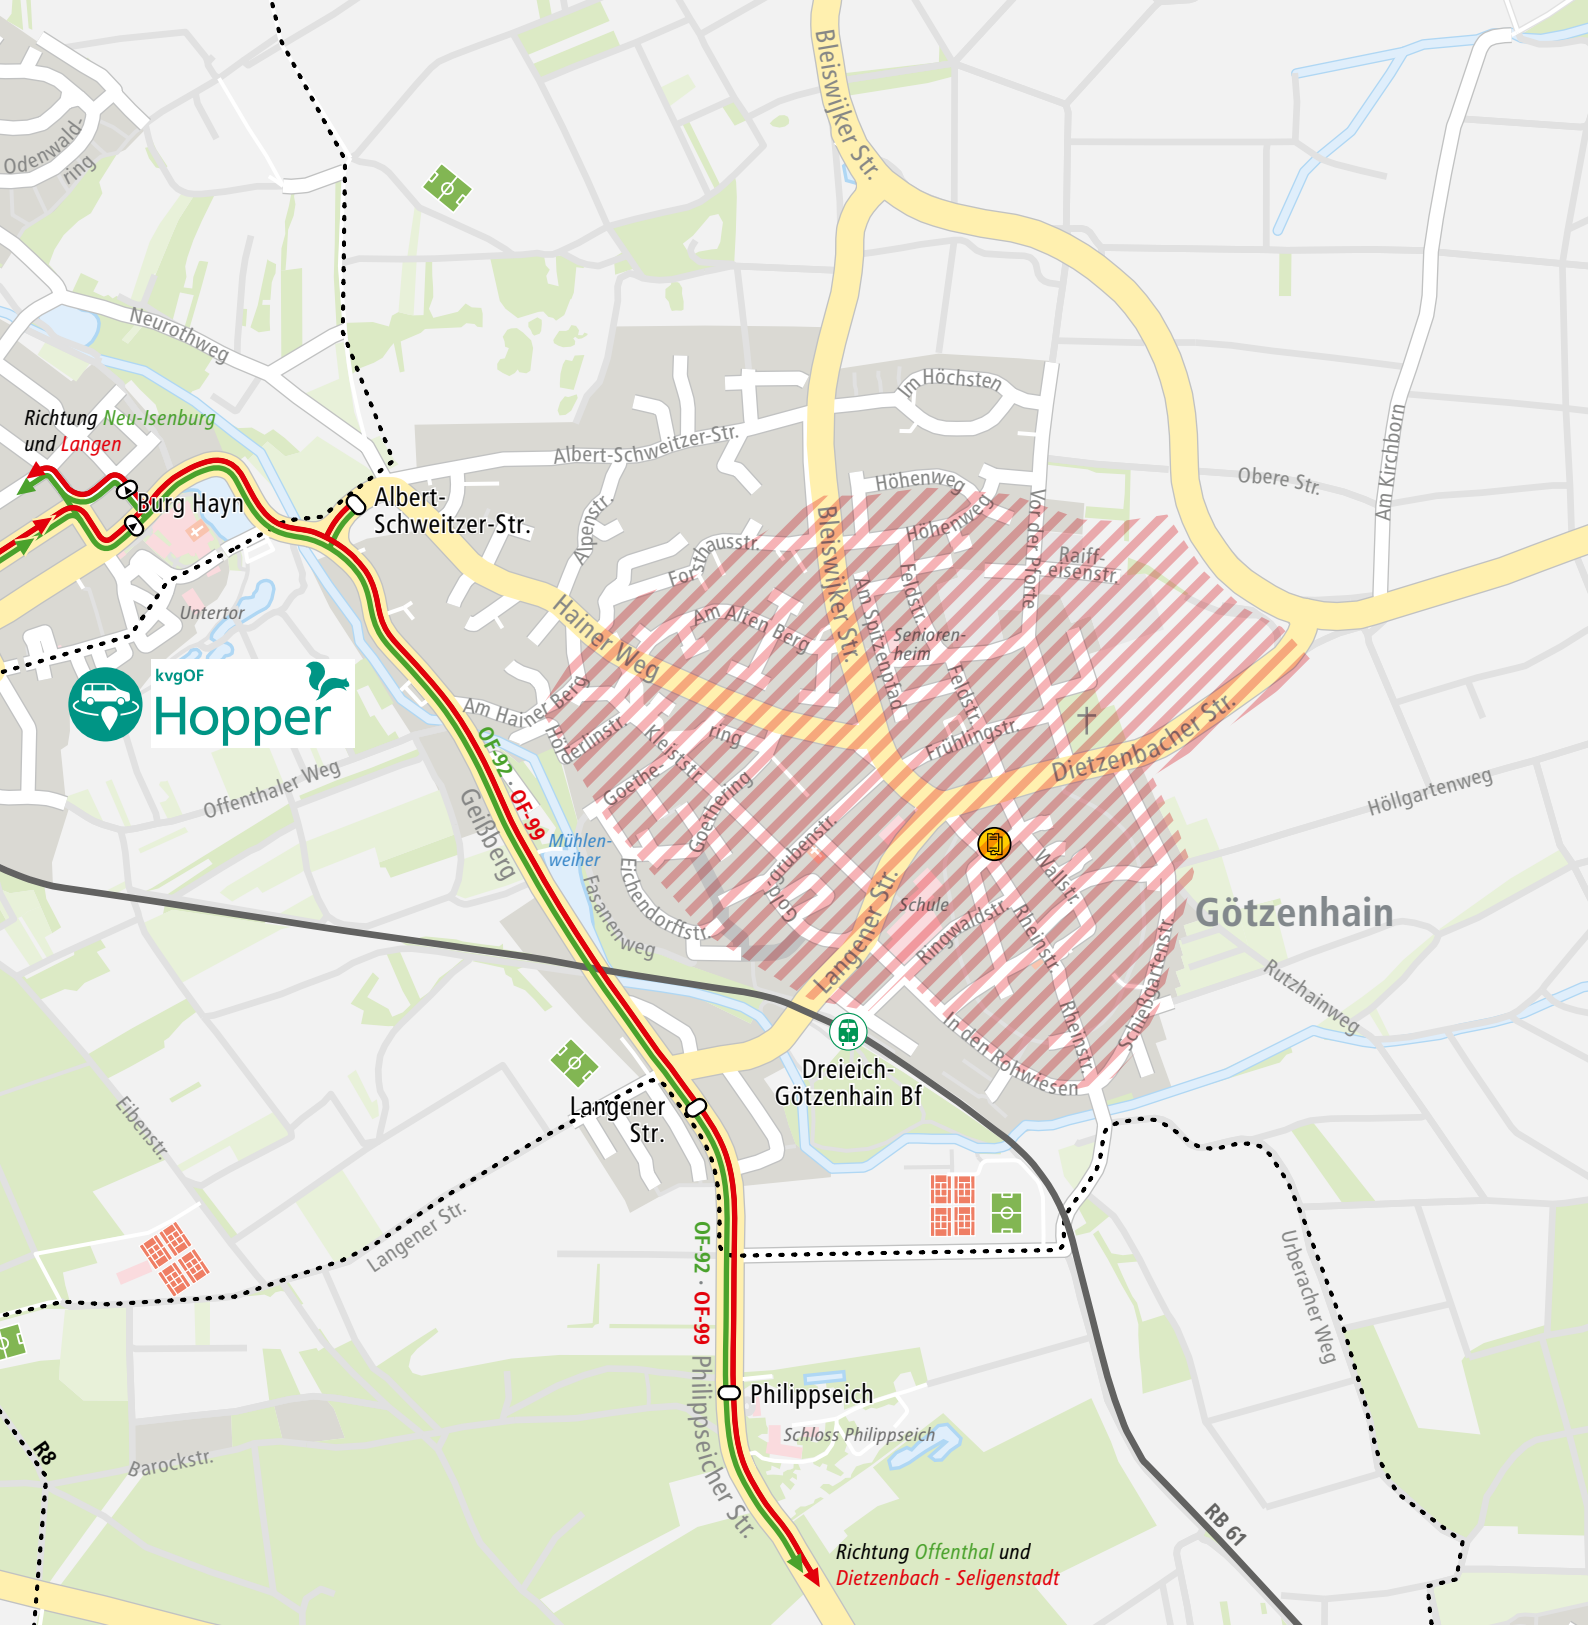 Bleiswijker Str.
Odenwald-
ring
Neurothweg
Im Höchsten
Richtung Neu-Isenburg
und Langen
Albert-Schweitzer-Str.
Am Kirchborn
Obere Str.
Höhenweg
Höhenweg
Burg Hayn
Albert-
Schweitzer-Str.
Alpenstr.
Forsthausstr.
Bleiswijker Str.
Vor der Pforte
Raiff-
eisenstr.
Feldstr.
Am Spitzenpfad
Untertor
Hainer Weg
Am Alten Berg
Senioren-
heim
Feldstr.
kvgOF
Hopper
Am Hainer Berg
Hölderlinstr.
Kleiststr.
ring
Goethe-
Goethering
Frühlingstr.
Dietzenbacher Str.
Offenthaler Weg
OF-92 · OF-99
Geißberg
Höllgartenweg
Mühlen-
weiher
Fasanenweg
Eichendorffstr.
Gold-
-grubenstr.
Wallstr.
Langener Str.
Schule
Ringwaldstr.
Rheinstr.
Rheinstr.
Götzenhain
Schießgartenstr.
Rutzhainweg
In den Rohwiesen
Dreieich-
Götzenhain Bf
Langener
Str.
Eibenstr.
Langener Str.
OF-92 · OF-99
Urberacher Weg
Philippseicher Str.
Philippseich
Schloss Philippseich
R8
Barockstr.
RB 61
Richtung Offenthal und
Dietzenbach - Seligenstadt